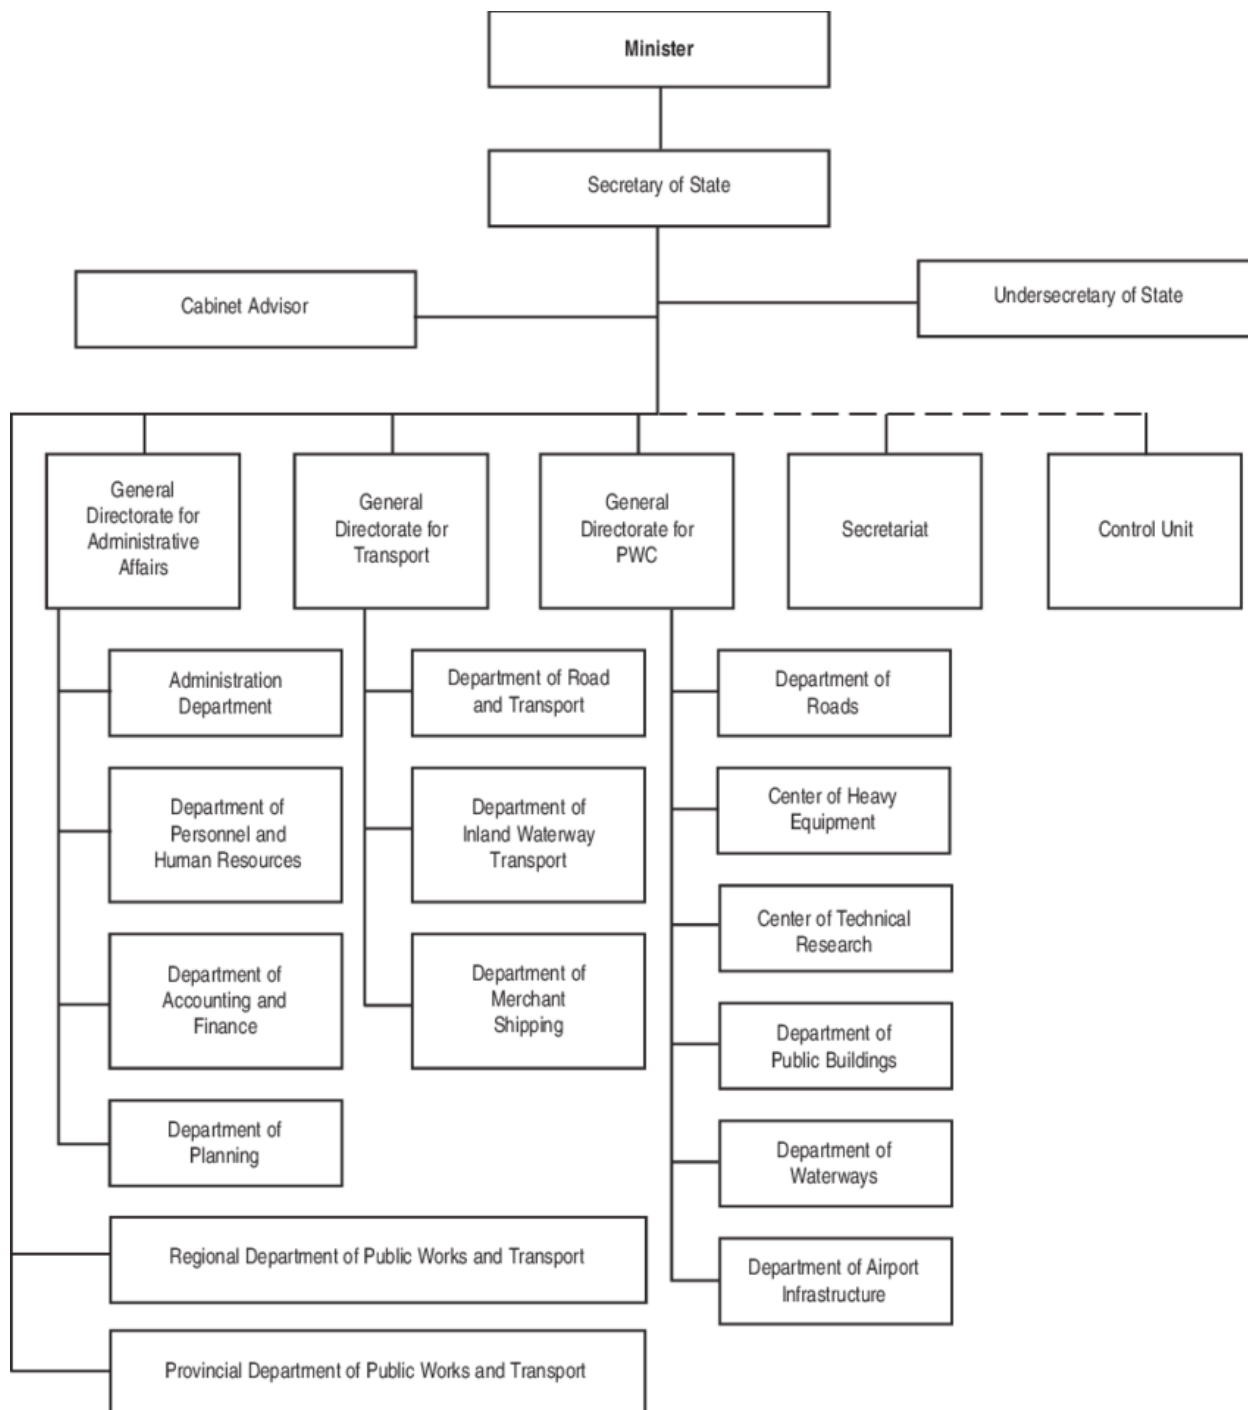 Minister
Secretary of State
Cabinet Advisor
Undersecretary of State
General
Directorate for
Administrative
Affairs
General
Directorate for
Transport
General
Directorate for
PWC
Secretariat
Control Unit
Administration
Department
Department of
Personnel and
Human Resources
Department of
Accounting and
Finance
Department of
Planning
Department of Road
and Transport
Department of
Inland Waterway
Transport
Department of
Merchant
Shipping
Department of
Roads
Center of Heavy
Equipment
Center of Technical
Research
Department of
Public Buildings
Department of
Waterways
Department of Airport
Infrastructure
Regional Department of Public Works and Transport
Provincial Department of Public Works and Transport